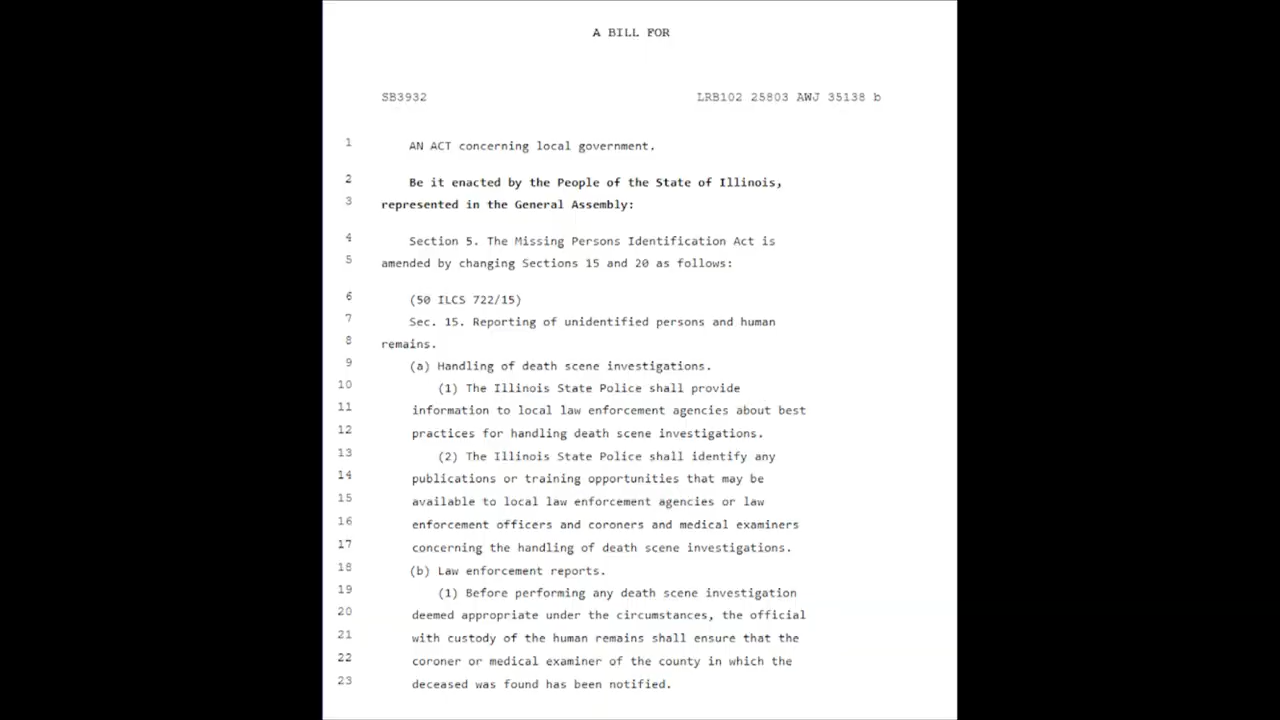 A BILL FOR
SB3932 LRB102 25803 AWJ 35138 b
1 AN ACT concerning local government.
2 Be it enacted by the People of the State of Illinois,
3 represented in the General Assembly:
4 Section 5. The Missing Persons Identification Act is
5 amended by changing Sections 15 and 20 as follows:
6 (50 ILCS 722/15)
7 Sec. 15. Reporting of unidentified persons and human
8 remains.
9 (a) Handling of death scene investigations.
10 (1) The Illinois State Police shall provide
11 information to local law enforcement agencies about best
12 practices for handling death scene investigations.
13 (2) The Illinois State Police shall identify any
14 publications or training opportunities that may be
15 available to local law enforcement agencies or law
16 enforcement officers and coroners and medical examiners
17 concerning the handling of death scene investigations.
18 (b) Law enforcement reports.
19 (1) Before performing any death scene investigation
20 deemed appropriate under the circumstances, the official
21 with custody of the human remains shall ensure that the
22 coroner or medical examiner of the county in which the
23 deceased was found has been notified.